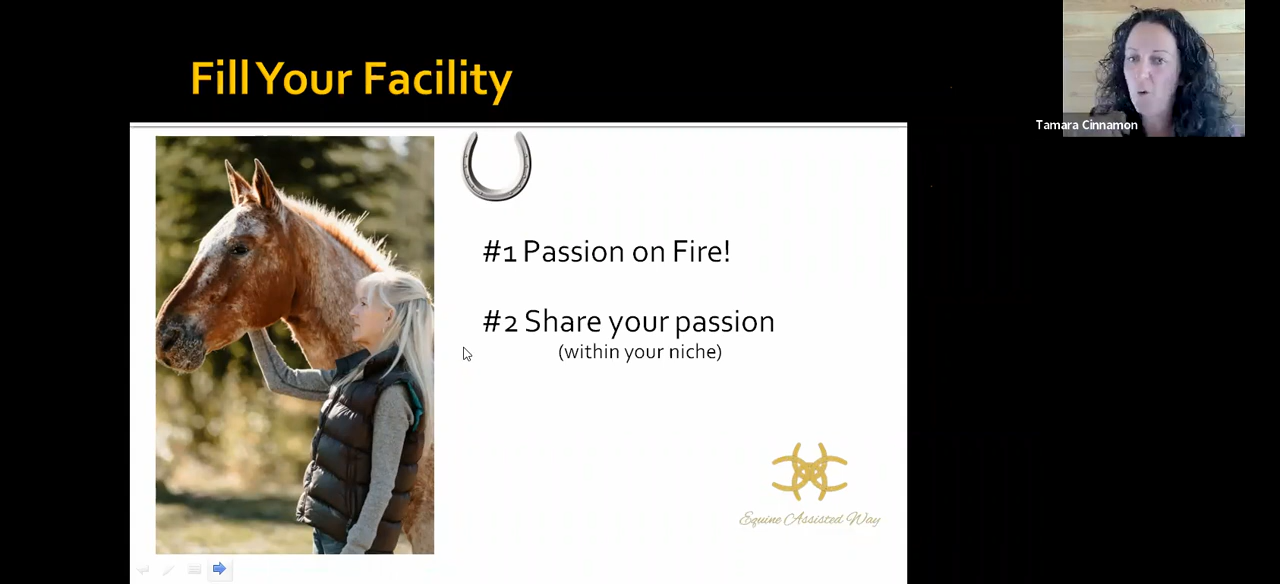 Fill Your Facility
Tamara Cinnamon
#1 Passion on Fire!
#2 Share your passion
(within your niche)
Equine Assisted Way